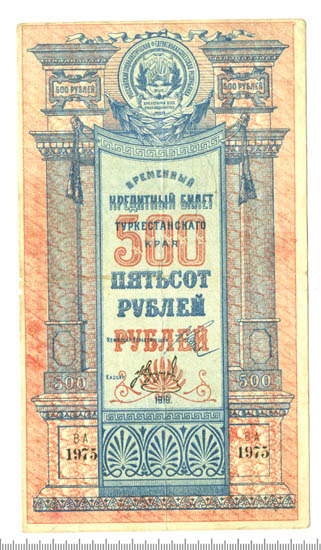 500 РУБЛЕЙ
500 РУБЛЕЙ
ВРЕМЕННЫЙ
КРЕДИТНЫЙ БИЛЕТ
ТУРКЕСТАНСКАГО
500
КРАЯ
ПЯТЬСОТ
РУБЛЕЙ
РУБЛЕЙ
КАССИР
500
500
1919
ВА
1975
ВА
1975